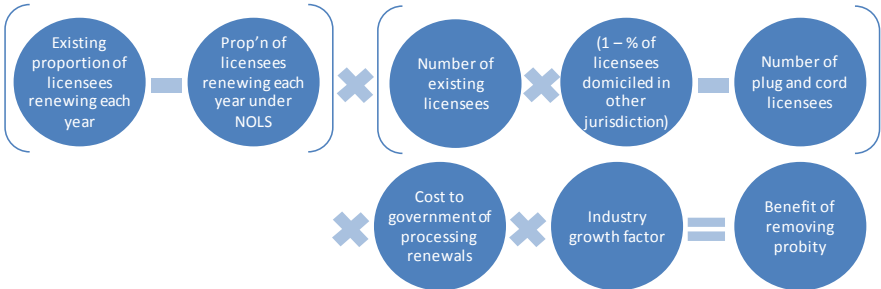 Existing
proportion of
licensees
renewing each
year
Prop’n of
licensees
renewing each
year under
NOLS
Number of
existing
licensees
(1 – % of
licensees
domiciled in
other
jurisdiction)
Number of
plug and cord
licensees
Cost to
government of
processing
renewals
Industry
growth factor
Benefit of
removing
probity